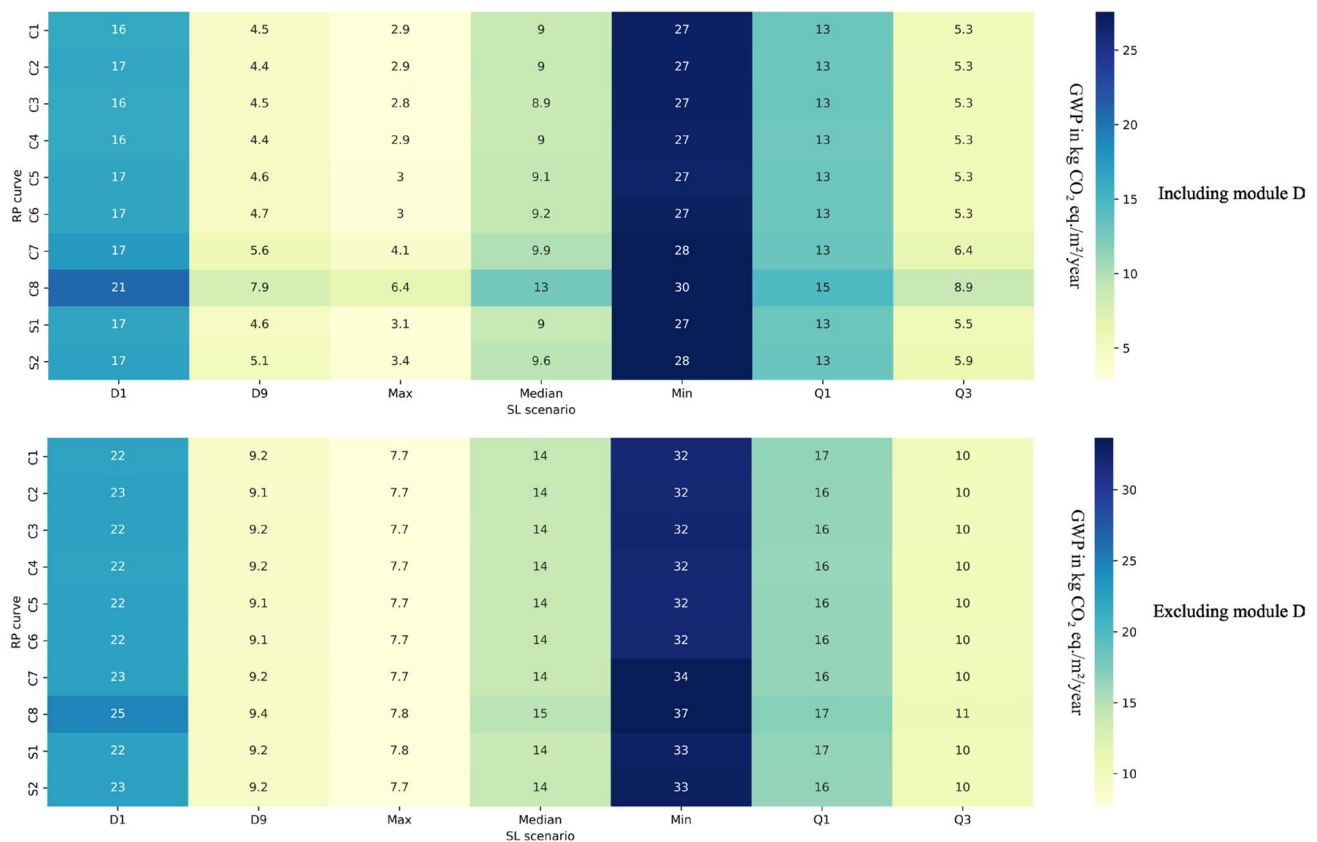 C1 16 4.5 2.9 9 27 13 5.3
C2 17 4.4 2.9 9 27 13 5.3
C3 16 4.5 2.8 8.9 27 13 5.3
C4 16 4.4 2.9 9 27 13 5.3
C5 17 4.6 3 9.1 27 13 5.3
C6 17 4.7 3 9.2 27 13 5.3
C7 17 5.6 4.1 9.9 28 13 6.4
C8 21 7.9 6.4 13 30 15 8.9
S1 17 4.6 3.1 9 27 13 5.5
S2 17 5.1 3.4 9.6 28 13 5.9
RP curve
D1 D9 Max Median Min Q1 Q3
SL scenario
25
20
15
10
5
GWP in kg CO₂ eq./m²/year
Including module D
C1 22 9.2 7.7 14 32 17 10
C2 23 9.1 7.7 14 32 16 10
C3 22 9.2 7.7 14 32 16 10
C4 22 9.2 7.7 14 32 16 10
C5 22 9.1 7.7 14 32 16 10
C6 22 9.1 7.7 14 32 16 10
C7 23 9.2 7.7 14 34 16 10
C8 25 9.4 7.8 15 37 17 11
S1 22 9.2 7.8 14 33 17 10
S2 23 9.2 7.7 14 33 16 10
RP curve
D1 D9 Max Median Min Q1 Q3
SL scenario
30
25
20
15
10
GWP in kg CO₂ eq./m²/year
Excluding module D